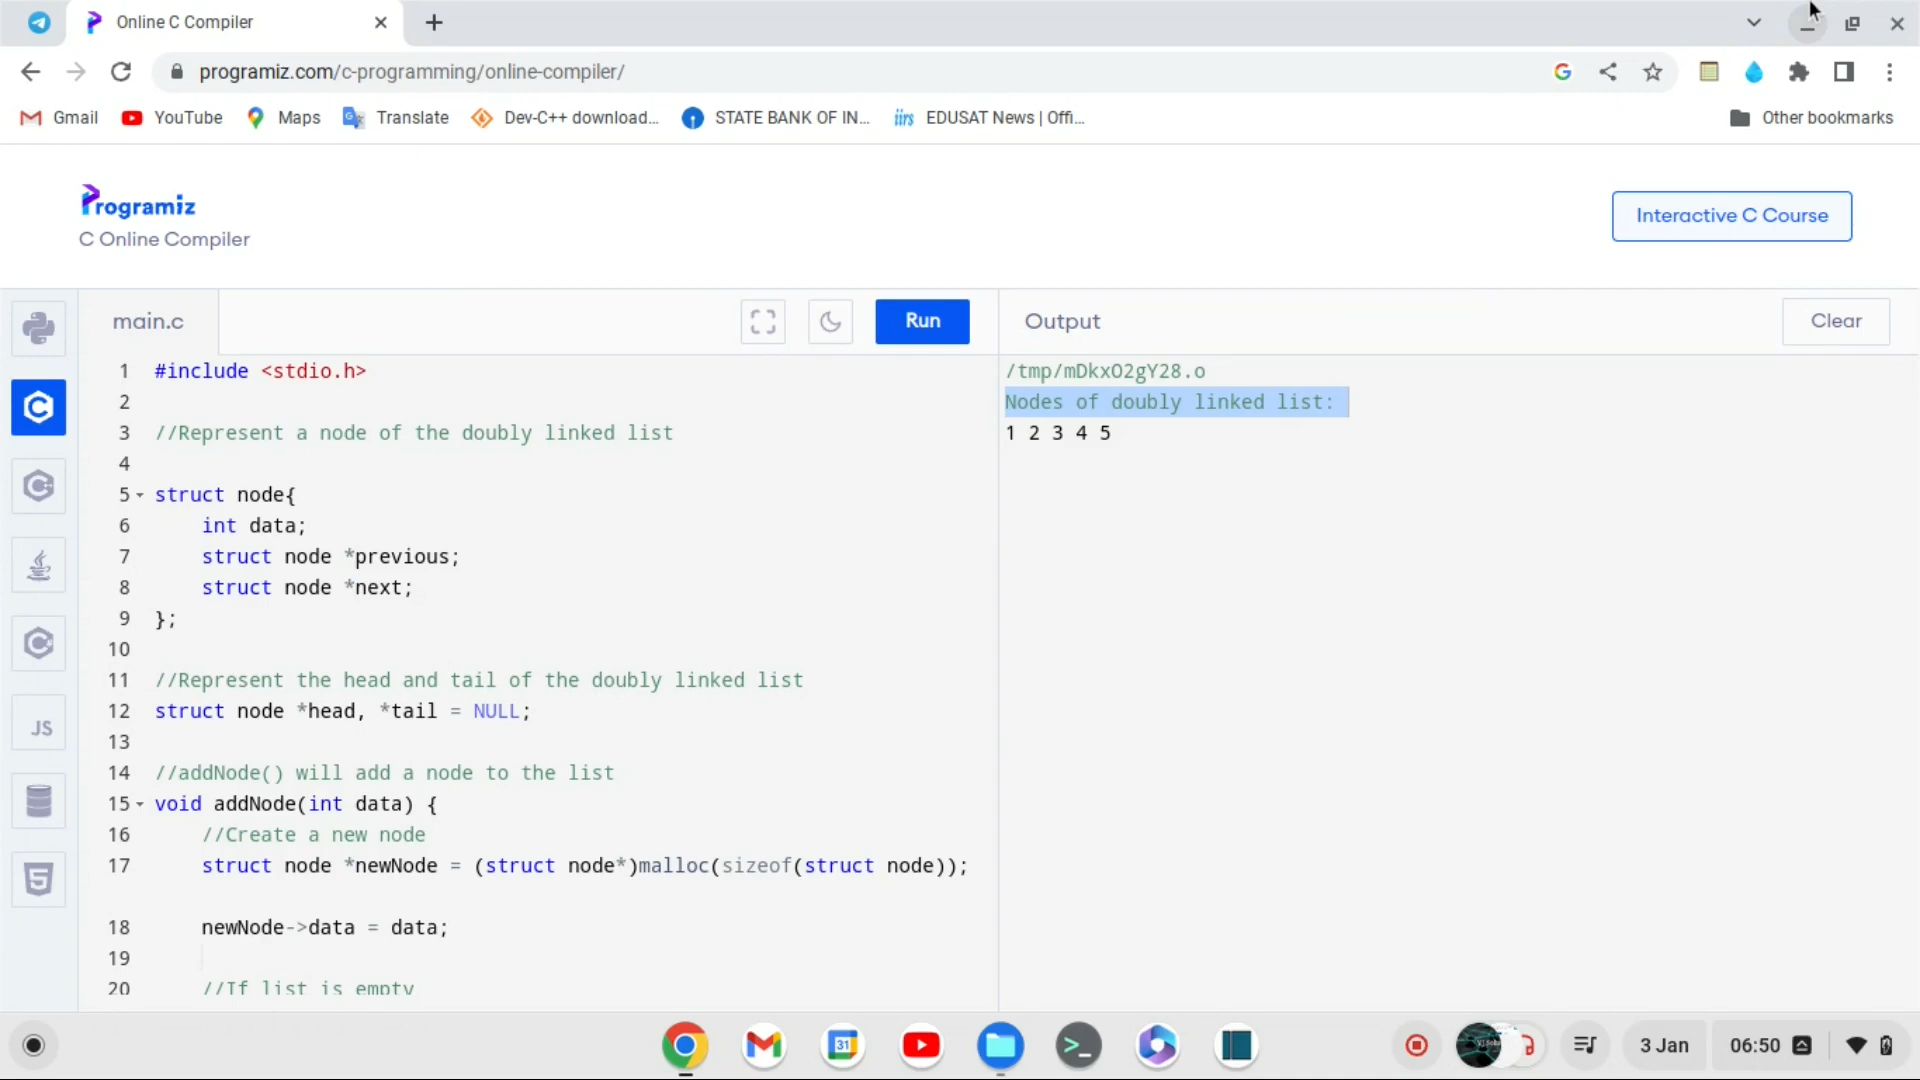 Online C Compiler
programiz.com/c-programming/online-compiler/
Gmail YouTube Maps Translate Dev-C++ download... STATE BANK OF IN... iirs EDUSAT News | Offi... Other bookmarks
Programiz
C Online Compiler
Interactive C Course
main.c
Run
Output
Clear
1 #include <stdio.h>
2
3 //Represent a node of the doubly linked list
4
5 struct node{
6 int data;
7 struct node *previous;
8 struct node *next;
9 };
10
11 //Represent the head and tail of the doubly linked list
12 struct node *head, *tail = NULL;
13
14 //addNode() will add a node to the list
15 void addNode(int data) {
16 //Create a new node
17 struct node *newNode = (struct node*)malloc(sizeof(struct node));
18 newNode->data = data;
19
20 //If list is empty
/tmp/mDkxO2gY28.o
Nodes of doubly linked list:
1 2 3 4 5
JS
31
3 Jan
06:50